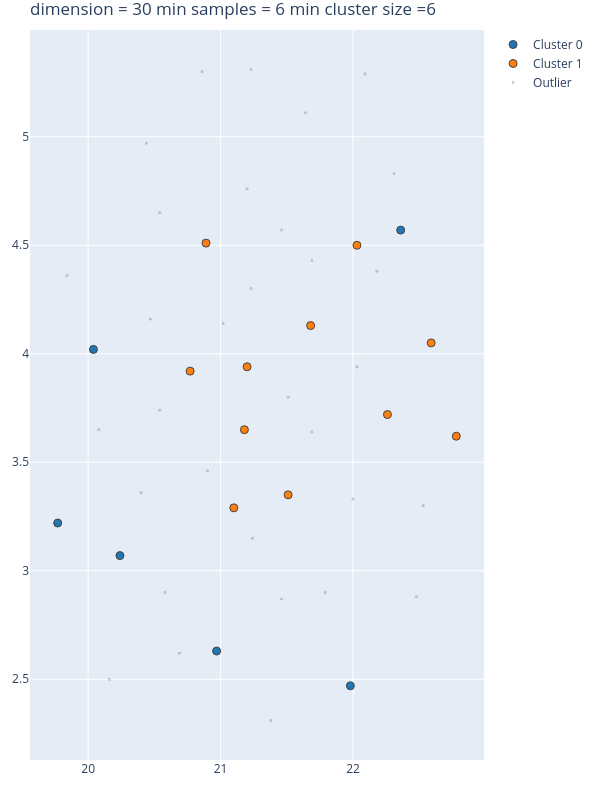 dimension = 30 min samples = 6 min cluster size =6
Cluster 0
Cluster 1
Outlier
5
4.5
4
3.5
3
2.5
20
21
22